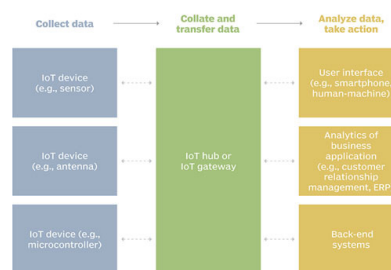 Collect data
Collate and
transfer data
Analyze data,
take action
IoT device
(e.g., sensor)
IoT device
(e.g., antenna)
IoT device (e.g.,
microcontroller)
IoT hub or
IoT gateway
User interface
(e.g., smartphone,
human-machine)
Analytics of
business
application
(e.g., customer
relationship
management, ERP
Back-end
systems